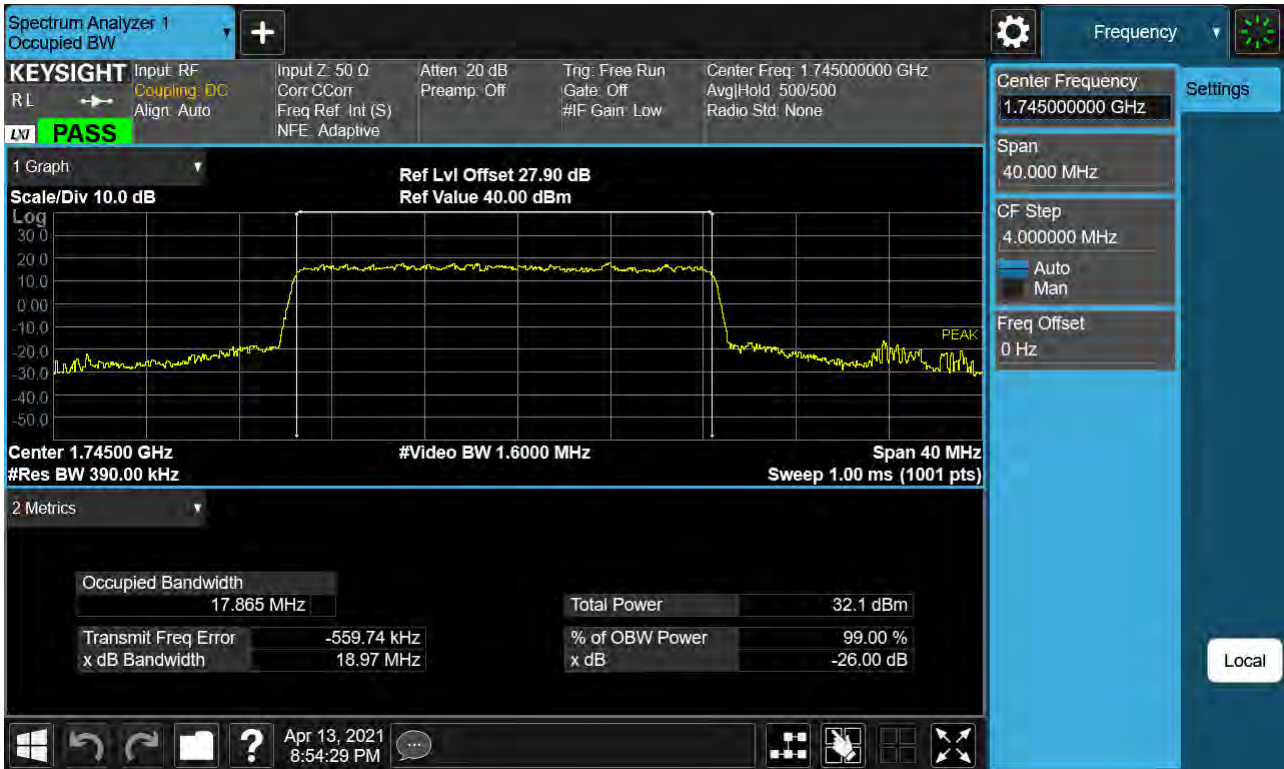 Spectrum Analyzer 1
Occupied BW
Frequency
KEYSIGHT
RL
LXI
PASS
Input: RF
Coupling: DC
Align: Auto
Input Z: 50 Ω
Corr CCorr
Freq Ref: Int (S)
NFE: Adaptive
Atten: 20 dB
Preamp: Off
Trig: Free Run
Gate: Off
#IF Gain: Low
Center Freq: 1.745000000 GHz
Avg|Hold: 500/500
Radio Std: None
1 Graph
Scale/Div 10.0 dB
Ref Lvl Offset 27.90 dB
Ref Value 40.00 dBm
Log
30.0
20.0
10.0
0.00
-10.0
-20.0
-30.0
-40.0
-50.0
PEAK
Center 1.74500 GHz
#Video BW 1.6000 MHz
Span 40 MHz
#Res BW 390.00 kHz
Sweep 1.00 ms (1001 pts)
2 Metrics
Occupied Bandwidth
17.865 MHz
Transmit Freq Error -559.74 kHz
x dB Bandwidth 18.97 MHz
Total Power 32.1 dBm
% of OBW Power 99.00 %
x dB -26.00 dB
Center Frequency
1.745000000 GHz
Span
40.000 MHz
CF Step
4.000000 MHz
Auto
Man
Freq Offset
0 Hz
Settings
Local
?
Apr 13, 2021
8:54:29 PM